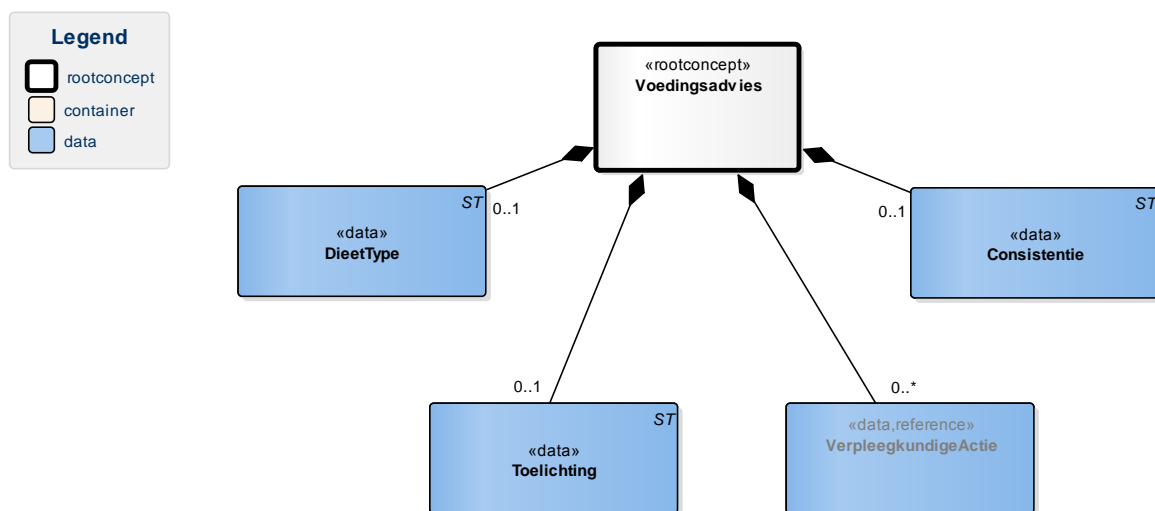 Legend
rootconcept
container
data
«rootconcept»
Voedingsadvies
ST
0..1
«data»
DieetType
0..1
ST
«data»
Consistentie
0..1
0..*
ST
«data»
Toelichting
«data,reference»
VerpleegkundigeActie